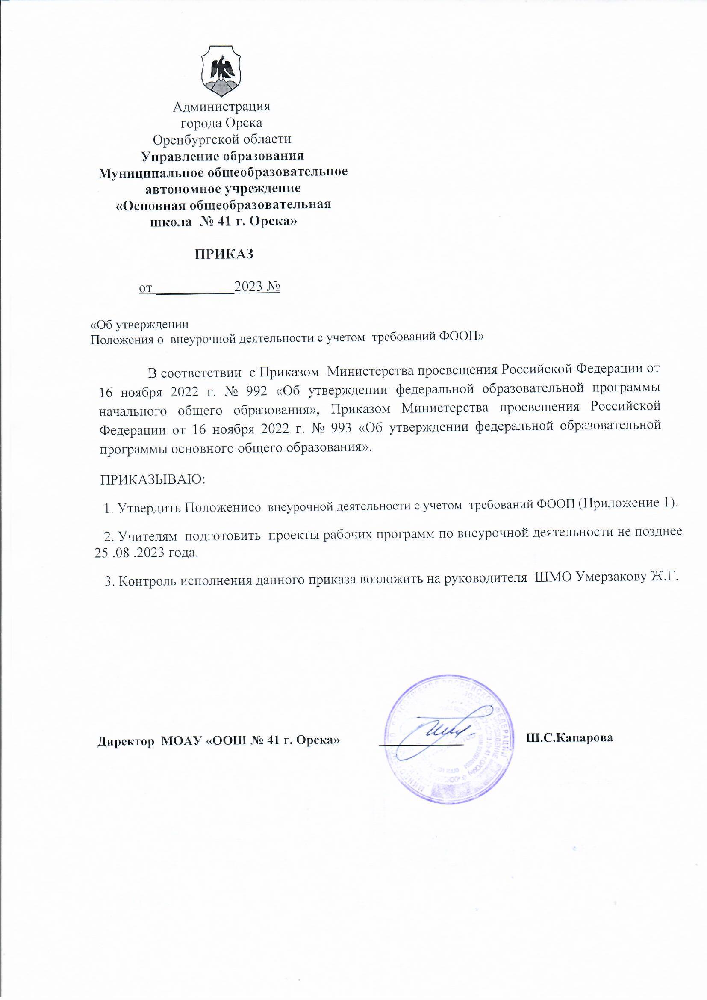 Администрация
города Орска
Оренбургской области
Управление образования
Муниципальное общеобразовательное
автономное учреждение
«Основная общеобразовательная
школа № 41 г. Орска»
ПРИКАЗ
от ____________2023 №
«Об утверждении
Положения о внеурочной деятельности с учетом требований ФООП»
В соответствии с Приказом Министерства просвещения Российской Федерации от
16 ноября 2022 г. № 992 «Об утверждении федеральной образовательной программы
начального общего образования», Приказом Министерства просвещения Российской
Федерации от 16 ноября 2022 г. № 993 «Об утверждении федеральной образовательной
программы основного общего образования».
ПРИКАЗЫВАЮ:
1. Утвердить Положениео внеурочной деятельности с учетом требований ФООП (Приложение 1).
2. Учителям подготовить проекты рабочих программ по внеурочной деятельности не позднее
25 .08 .2023 года.
3. Контроль исполнения данного приказа возложить на руководителя ШМО Умерзакову Ж.Г.
Директор МОАУ «ООШ № 41 г. Орска» ____________ Ш.С.Капарова
РОССИЙСКОЙ ФЕДЕРАЦИИ